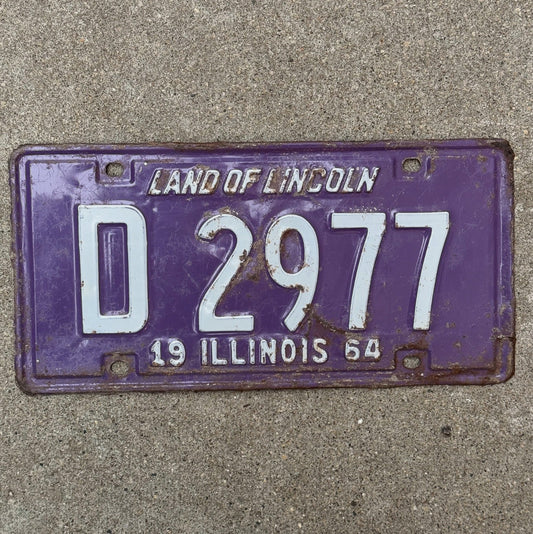 LAND OF LINCOLN
D 2977
19 ILLINOIS 64